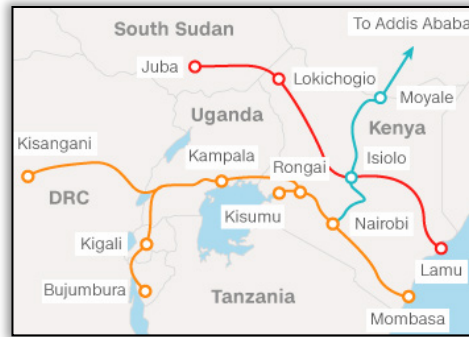 South Sudan
To Addis Ababa
Juba
Lokichogio
Moyale
Uganda
Kenya
Kisangani
Kampala
Rongai
Isiolo
DRC
Kisumu
Nairobi
Kigali
Lamu
Bujumbura
Tanzania
Mombasa